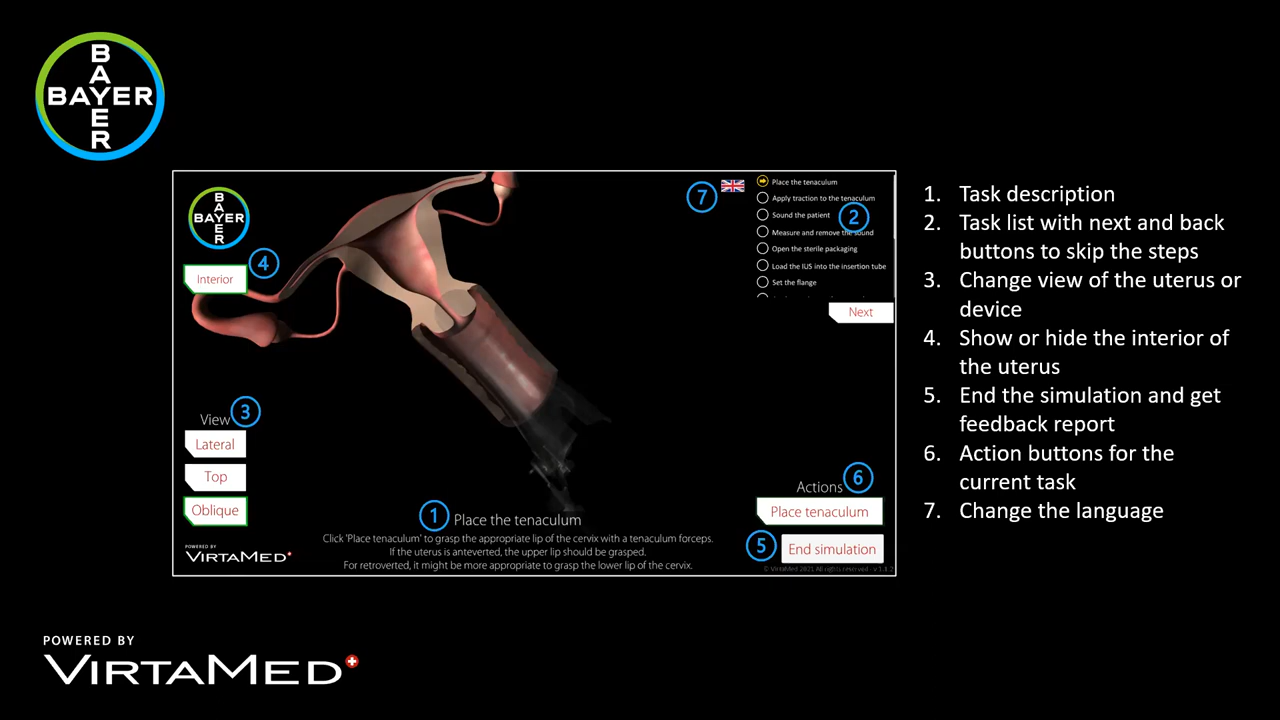 BAYER
BAYER
BAYER
BAYER
Interior
View
Lateral
Top
Oblique
POWERED BY
VIRTAMED
7
4
3
1
2
6
5
Place the tenaculum
Apply traction to the tenaculum
Sound the patient
Measure and remove the sound
Open the sterile packaging
Load the IUS into the insertion tube
Set the flange
Next
Place the tenaculum
Click 'Place tenaculum' to grasp the appropriate lip of the cervix with a tenaculum forceps.
If the uterus is anteverted, the upper lip should be grasped.
For retroverted, it might be more appropriate to grasp the lower lip of the cervix.
Actions
Place tenaculum
End simulation
© VirtaMed 2021 All rights reserved - v.1.1.2
1. Task description
2. Task list with next and back
buttons to skip the steps
3. Change view of the uterus or
device
4. Show or hide the interior of
the uterus
5. End the simulation and get
feedback report
6. Action buttons for the
current task
7. Change the language
POWERED BY
VIRTAMED